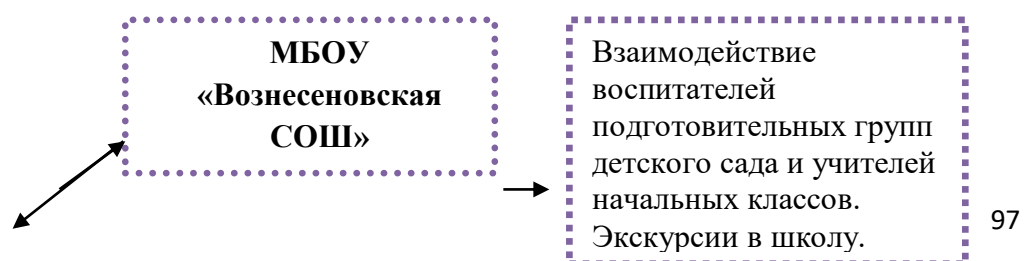 МБОУ
«Вознесеновская
СОШ»
Взаимодействие
воспитателей
подготовительных групп
детского сада и учителей
начальных классов.
Экскурсии в школу.
97